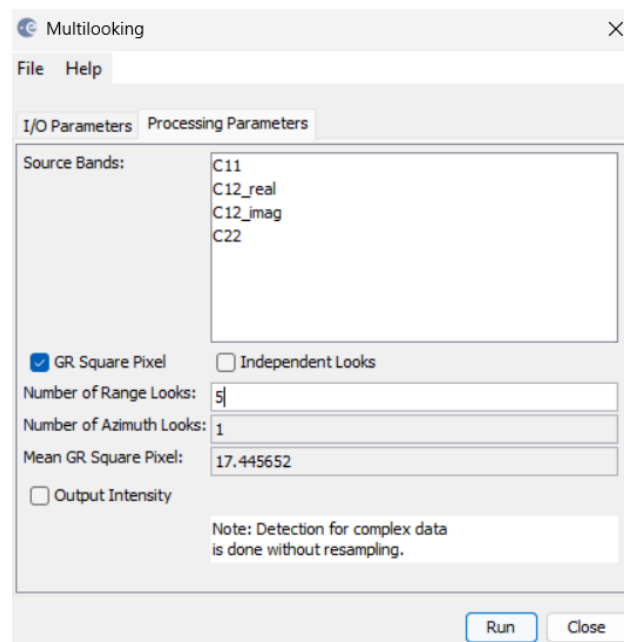 Multilooking
File Help
I/O Parameters Processing Parameters
Source Bands:
C11
C12_real
C12_imag
C22
GR Square Pixel Independent Looks
Number of Range Looks: 5
Number of Azimuth Looks: 1
Mean GR Square Pixel: 17.445652
Output Intensity
Note: Detection for complex data
is done without resampling.
Run Close